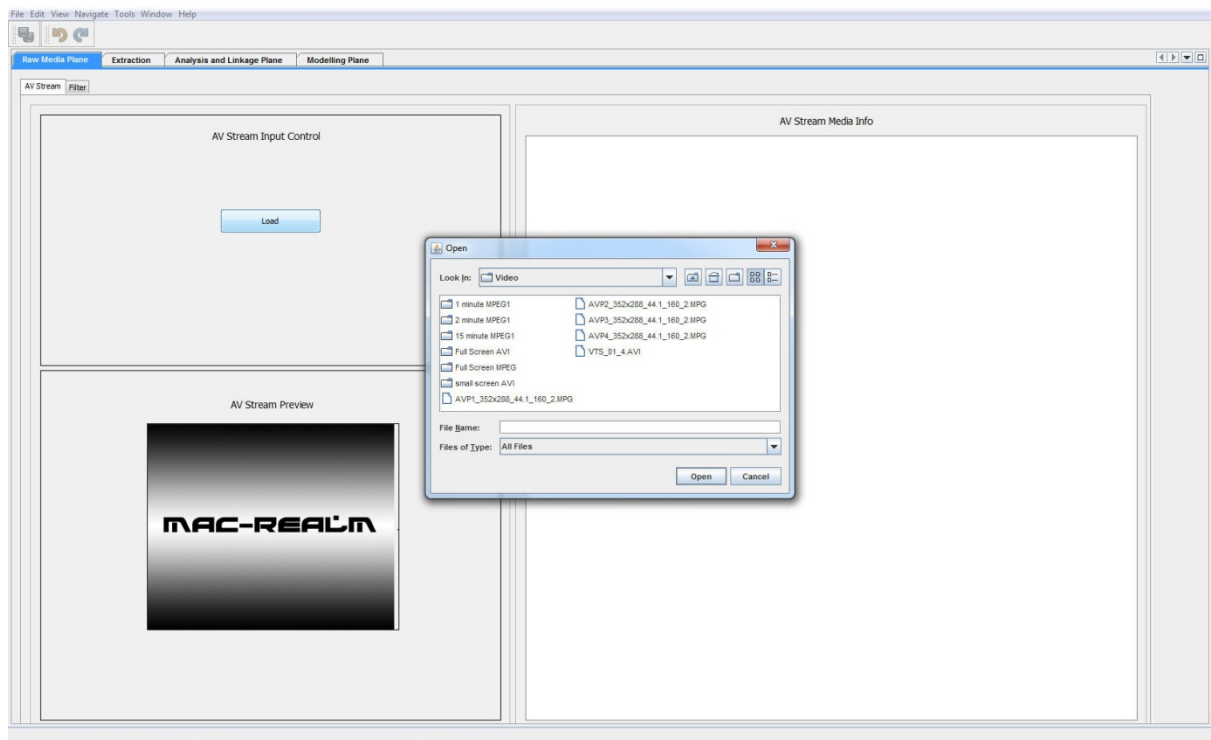 File Edit View Navigate Tools Window Help
Raw Media Plane Extraction Analysis and Linkage Plane Modelling Plane
AV Stream Filter
AV Stream Input Control
Load
AV Stream Preview
MAC-REALM
AV Stream Media Info
Open
Look In: Video
1 minute MPEG1
2 minute MPEG1
15 minute MPEG1
Full Screen AVI
Full Screen MPEG
small screen AVI
AVP1_352x288_44.1_160_2.MPG
AVP2_352x288_44.1_160_2.MPG
AVP3_352x288_44.1_160_2.MPG
AVP4_352x288_44.1_160_2.MPG
VTS_01_4.AVI
File Name:
Files of Type: All Files
Open Cancel